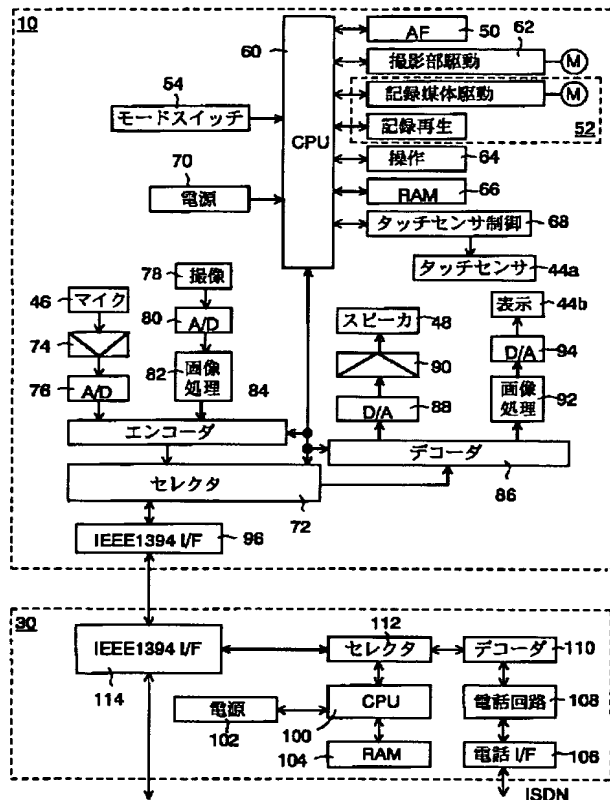 10
60
AF
50
62
撮影部駆動
M
54
モードスイッチ
CPU
記録媒体駆動
M
記録再生
52
70
電源
操作
64
RAM
66
タッチセンサ制御
68
タッチセンサ
44a
46
マイク
78
撮像
スピーカ
48
表示
44b
74
80
A/D
90
D/A
94
76
A/D
82
画像
処理
84
D/A
88
画像
処理
92
エンコーダ
デコーダ
86
セレクタ
72
IEEE1394 I/F
96
30
IEEE1394 I/F
114
112
セレクタ
デコーダ
110
電源
102
CPU
100
電話回路
108
104
RAM
電話 I/F
106
ISDN